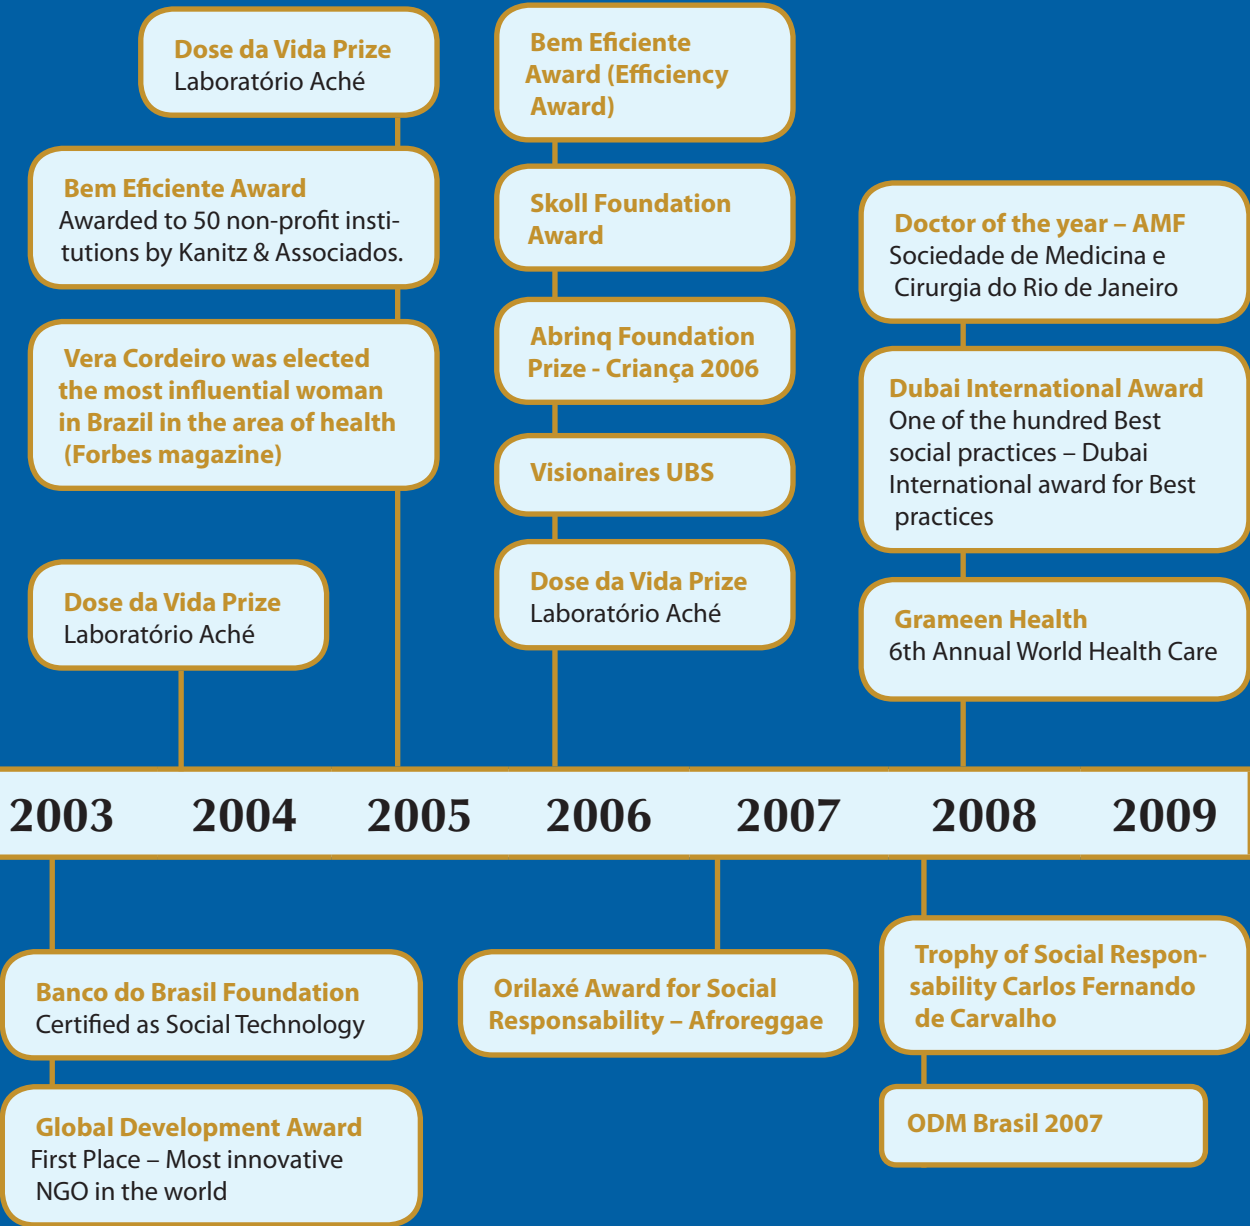 Dose da Vida Prize
Laboratório Aché
Bem Eficiente Award
Awarded to 50 non-profit insti-
tutions by Kanitz & Associados.
Vera Cordeiro was elected
the most influential woman
in Brazil in the area of health
(Forbes magazine)
Dose da Vida Prize
Laboratório Aché
Bem Eficiente
Award (Efficiency
Award)
Skoll Foundation
Award
Abrinq Foundation
Prize - Criança 2006
Visionaires UBS
Dose da Vida Prize
Laboratório Aché
Doctor of the year – AMF
Sociedade de Medicina e
Cirurgia do Rio de Janeiro
Dubai International Award
One of the hundred Best
social practices – Dubai
International award for Best
practices
Grameen Health
6th Annual World Health Care
2003 2004 2005 2006 2007 2008 2009
Banco do Brasil Foundation
Certified as Social Technology
Global Development Award
First Place – Most innovative
NGO in the world
Orilaxé Award for Social
Responsability – Afroreggae
Trophy of Social Respon-
sability Carlos Fernando
de Carvalho
ODM Brasil 2007